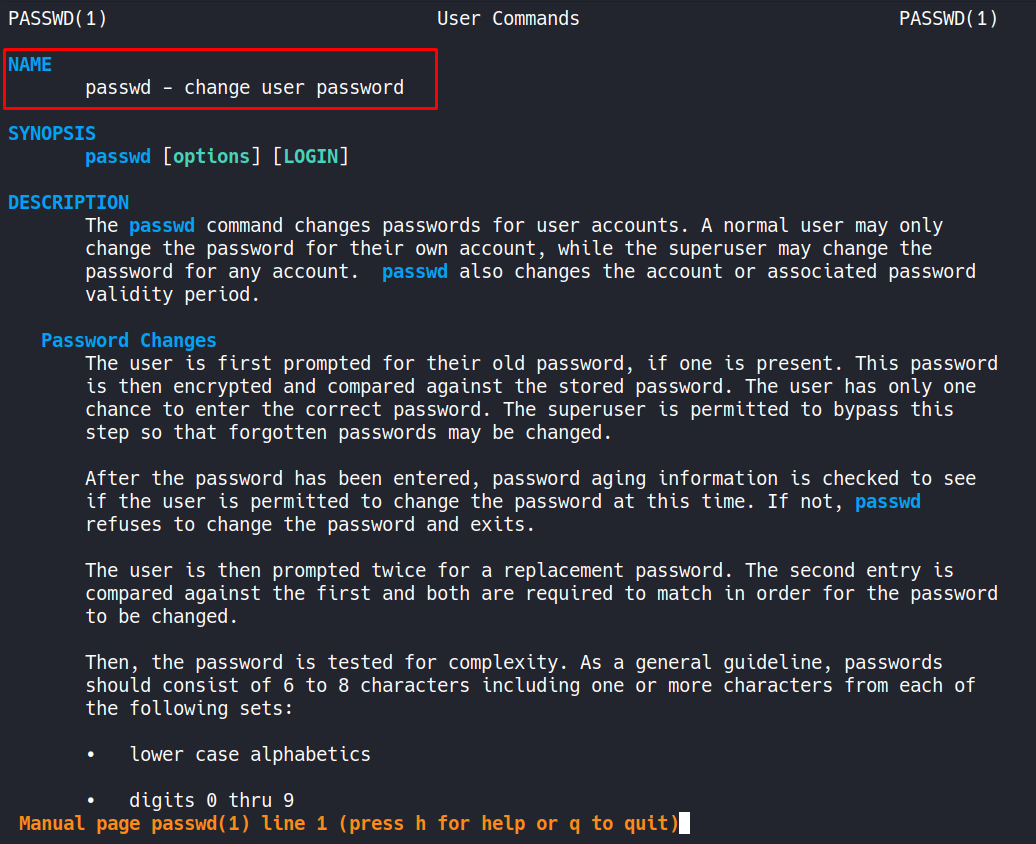 PASSWD(1) User Commands PASSWD(1)
NAME
passwd - change user password
SYNOPSIS
passwd [options] [LOGIN]
DESCRIPTION
The passwd command changes passwords for user accounts. A normal user may only
change the password for their own account, while the superuser may change the
password for any account. passwd also changes the account or associated password
validity period.
Password Changes
The user is first prompted for their old password, if one is present. This password
is then encrypted and compared against the stored password. The user has only one
chance to enter the correct password. The superuser is permitted to bypass this
step so that forgotten passwords may be changed.
After the password has been entered, password aging information is checked to see
if the user is permitted to change the password at this time. If not, passwd
refuses to change the password and exits.
The user is then prompted twice for a replacement password. The second entry is
compared against the first and both are required to match in order for the password
to be changed.
Then, the password is tested for complexity. As a general guideline, passwords
should consist of 6 to 8 characters including one or more characters from each of
the following sets:
• lower case alphabetics
• digits 0 thru 9
Manual page passwd(1) line 1 (press h for help or q to quit)